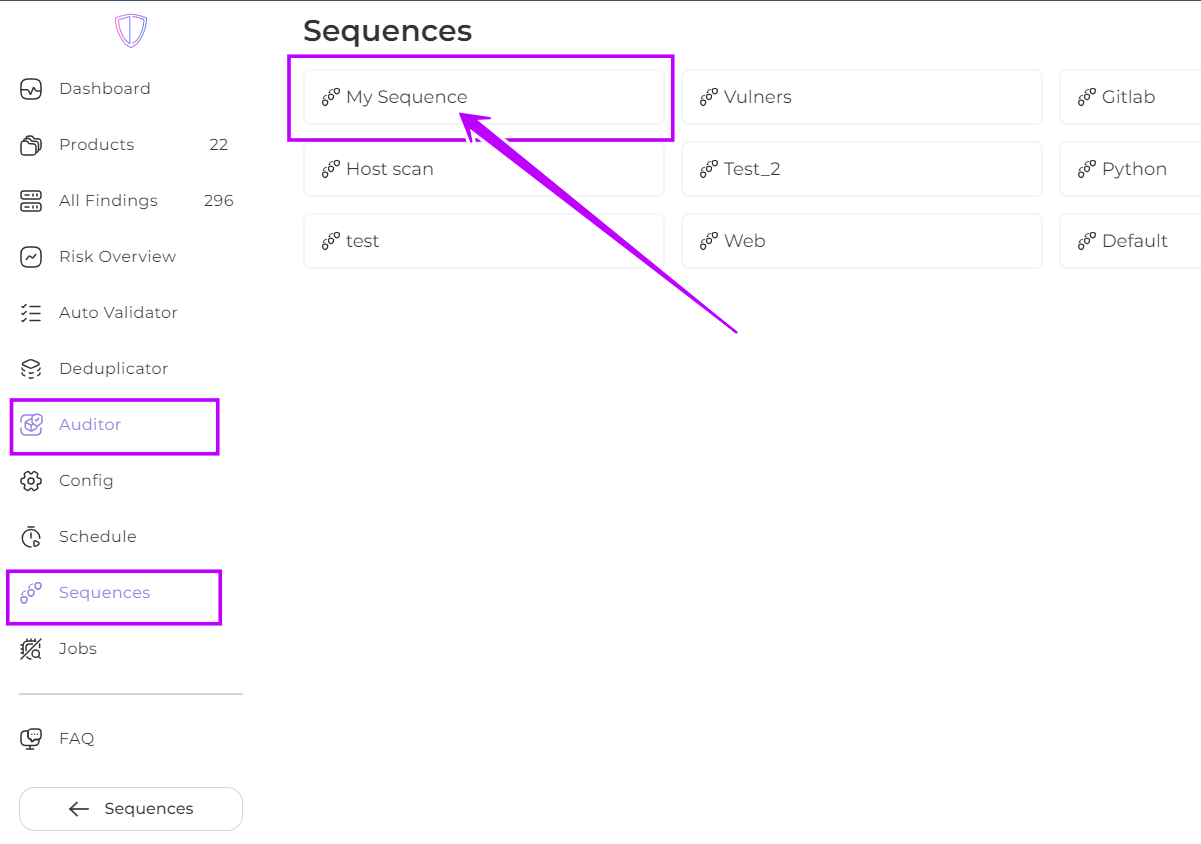 Sequences
Dashboard
Products 22
All Findings 296
Risk Overview
Auto Validator
Deduplicator
Auditor
Config
Schedule
Sequences
Jobs
FAQ
Sequences
My Sequence
Vulners
Gitlab
Host scan
Test_2
Python
test
Web
Default